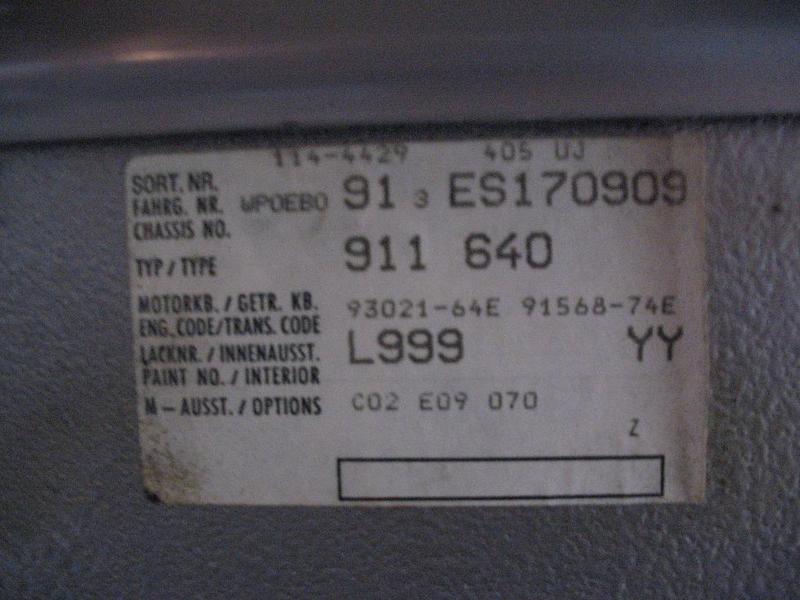 114-4429 405 UJ
SORT. NR.
FAHRG. NR. WPOEBO 91 3 ES170909
CHASSIS NO.
TYP / TYPE 911 640
MOTORKB. / GETR. KB. 93021-64E 91568-74E
ENG. CODE/TRANS. CODE
LACKNR. / INNENAUSST. L999 YY
PAINT NO. / INTERIOR
M - AUSST. / OPTIONS C02 E09 070
Z